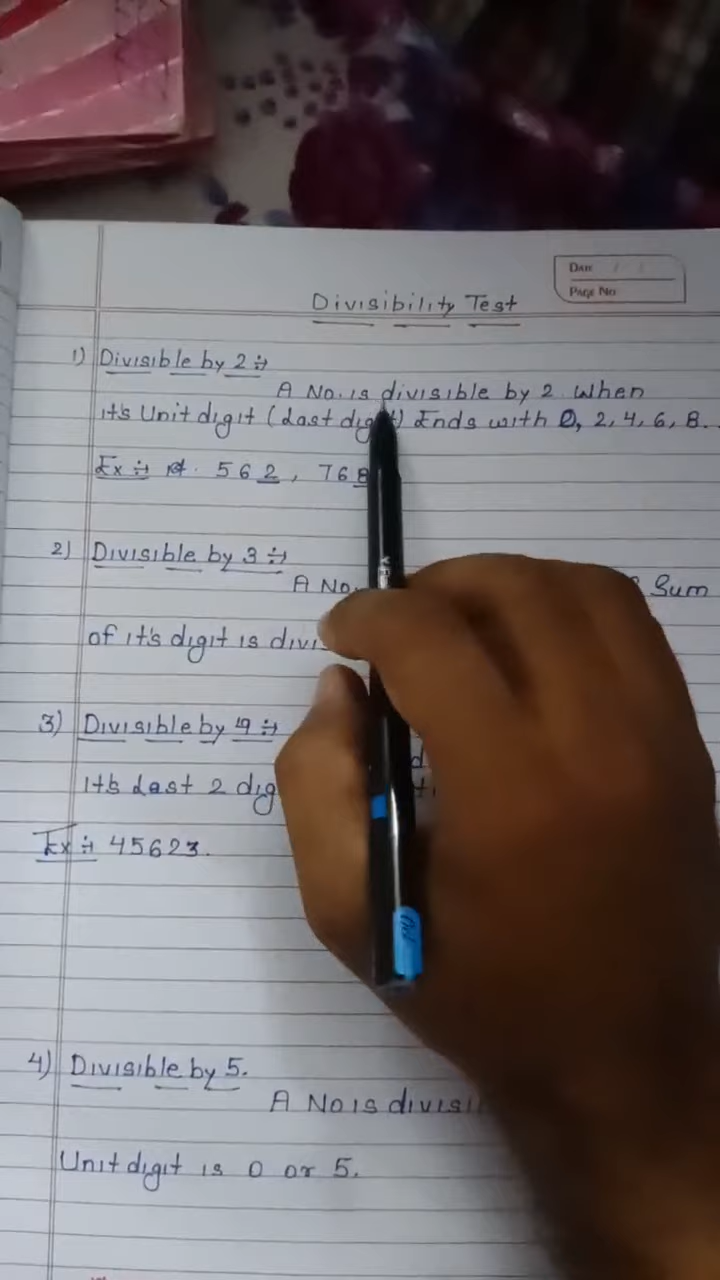 DATE
PAGE NO
Divisibility Test
1) Divisible by 2 ÷→
A No. is divisible by 2 when
it's Unit digit (Last digit) Ends with 0, 2, 4, 6, 8.
Ex ÷→ 562, 768
2) Divisible by 3 ÷→
A No. Sum
of it's digit is
3) Divisible by 4 ÷→
It's Last 2
Ex ÷→ 45623.
4) Divisible by 5.
A No is
Unit digit is 0 or 5.